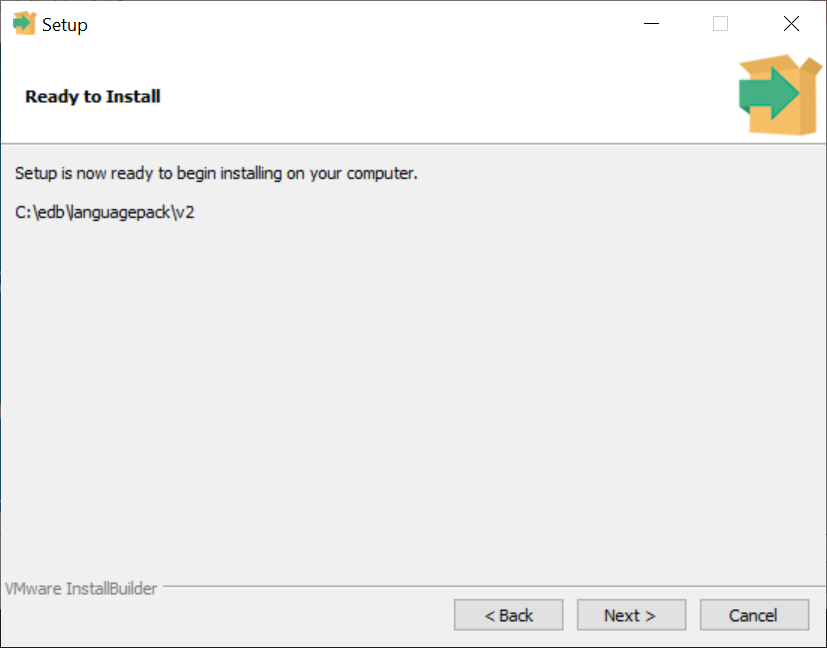 Setup
Ready to Install
Setup is now ready to begin installing on your computer.
C:\edb\languagepack\v2
VMware InstallBuilder
< Back
Next >
Cancel